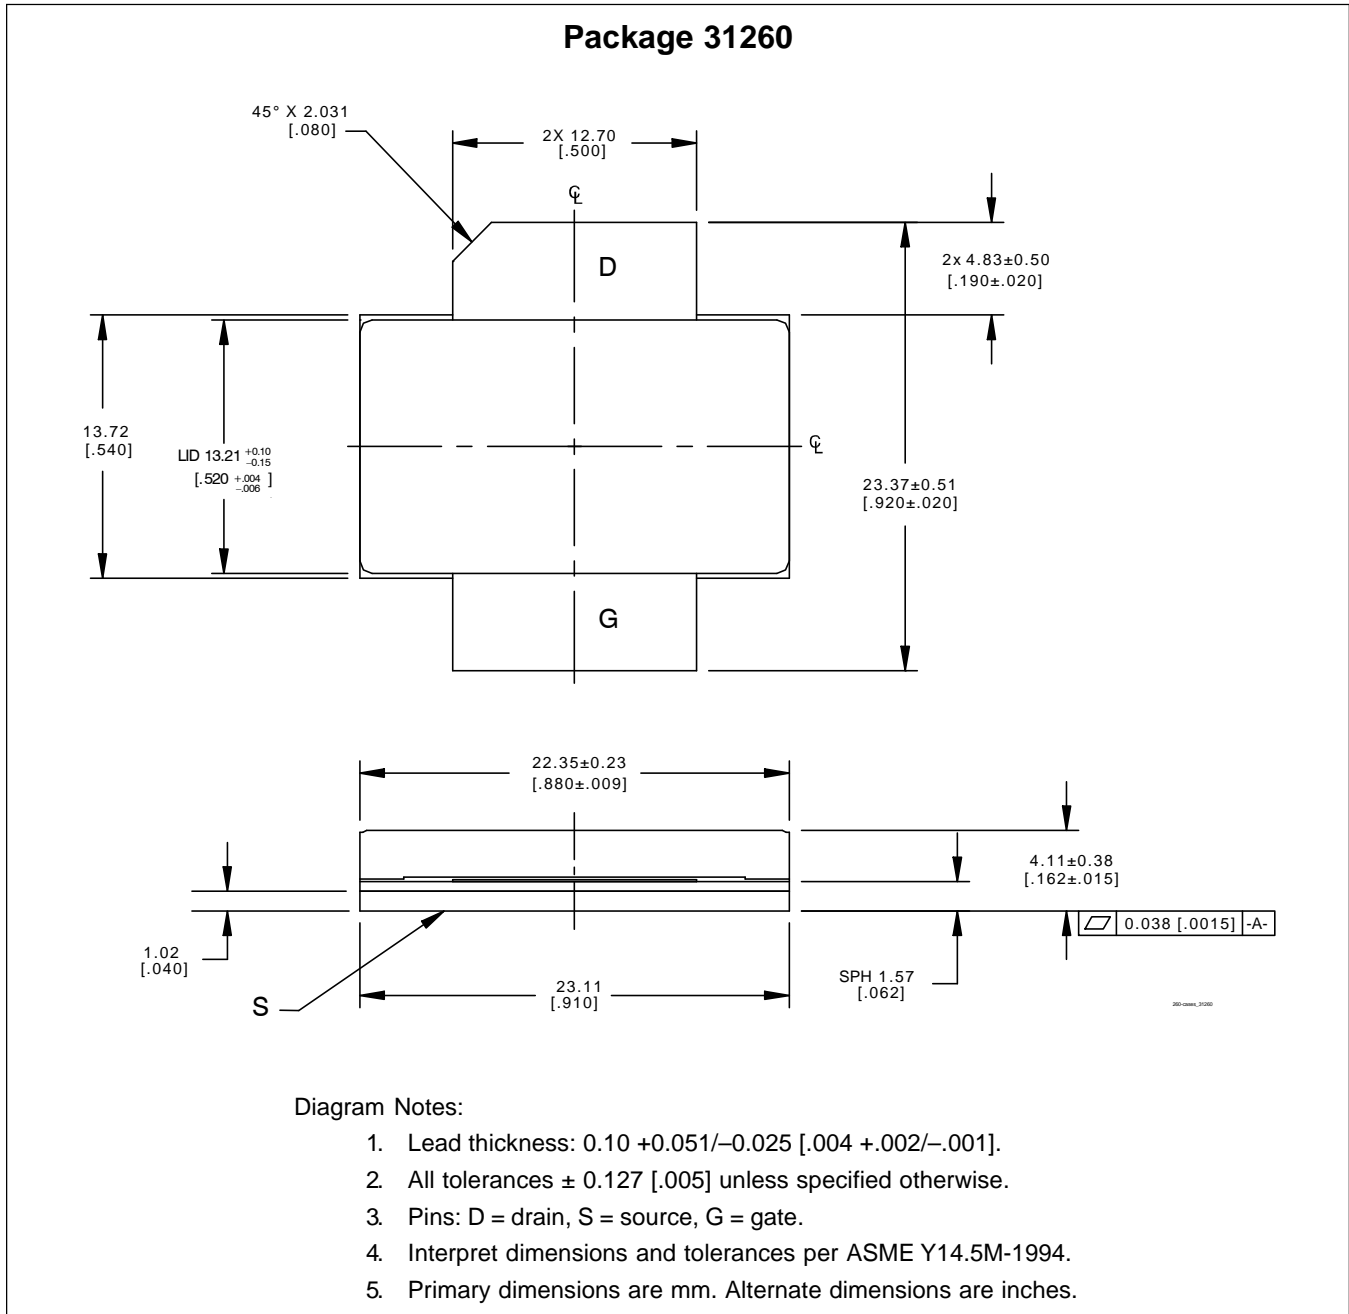 Package 31260
45° X 2.031
[.080]
2X 12.70
[.500]
℄
D
2x 4.83±0.50
[.190±.020]
13.72
[.540]
LID 13.21 +0.10
–0.15
[.520 +.004
–.006 ]
℄
23.37±0.51
[.920±.020]
G
22.35±0.23
[.880±.009]
4.11±0.38
[.162±.015]
0.038 [.0015] -A-
1.02
[.040]
SPH 1.57
[.062]
S
23.11
[.910]
260-cases_31260
Diagram Notes:
1. Lead thickness: 0.10 +0.051/–0.025 [.004 +.002/–.001].
2. All tolerances ± 0.127 [.005] unless specified otherwise.
3. Pins: D = drain, S = source, G = gate.
4. Interpret dimensions and tolerances per ASME Y14.5M-1994.
5. Primary dimensions are mm. Alternate dimensions are inches.